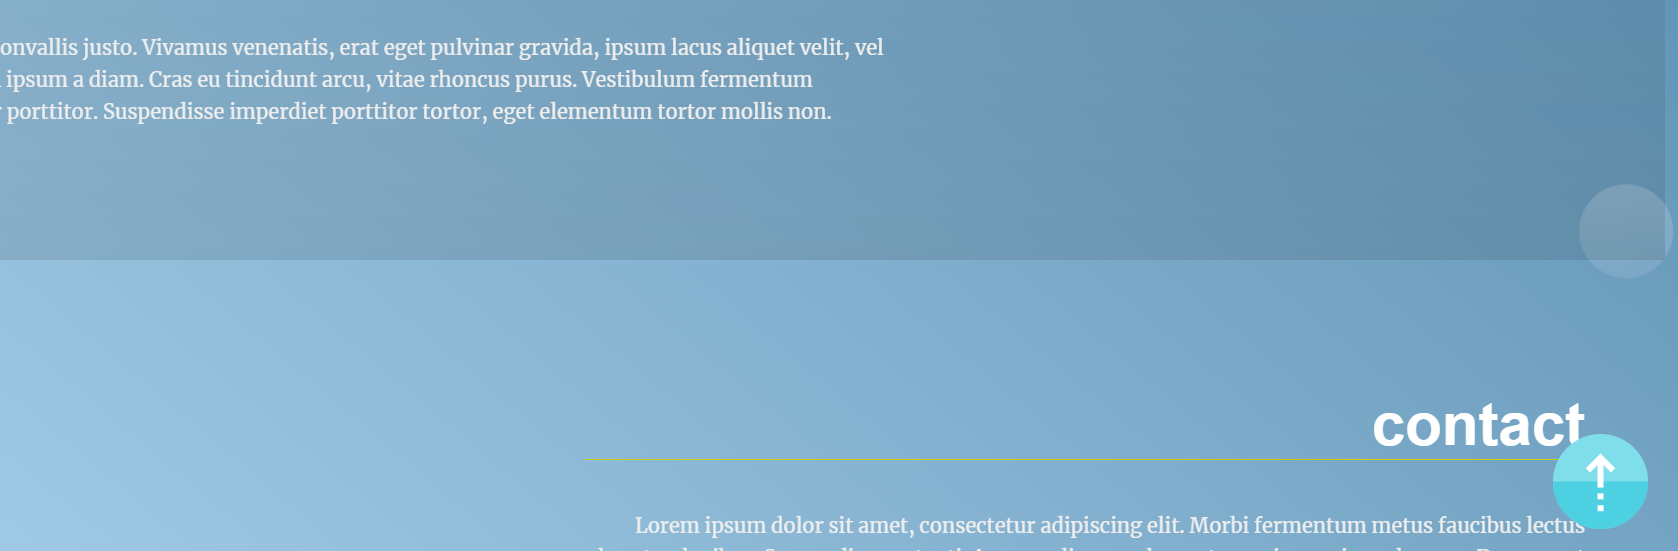 onvallis justo. Vivamus venenatis, erat eget pulvinar gravida, ipsum lacus aliquet velit, vel
ipsum a diam. Cras eu tincidunt arcu, vitae rhoncus purus. Vestibulum fermentum
porttitor. Suspendisse imperdiet porttitor tortor, eget elementum tortor mollis non.
contact
Lorem ipsum dolor sit amet, consectetur adipiscing elit. Morbi fermentum metus faucibus lectus